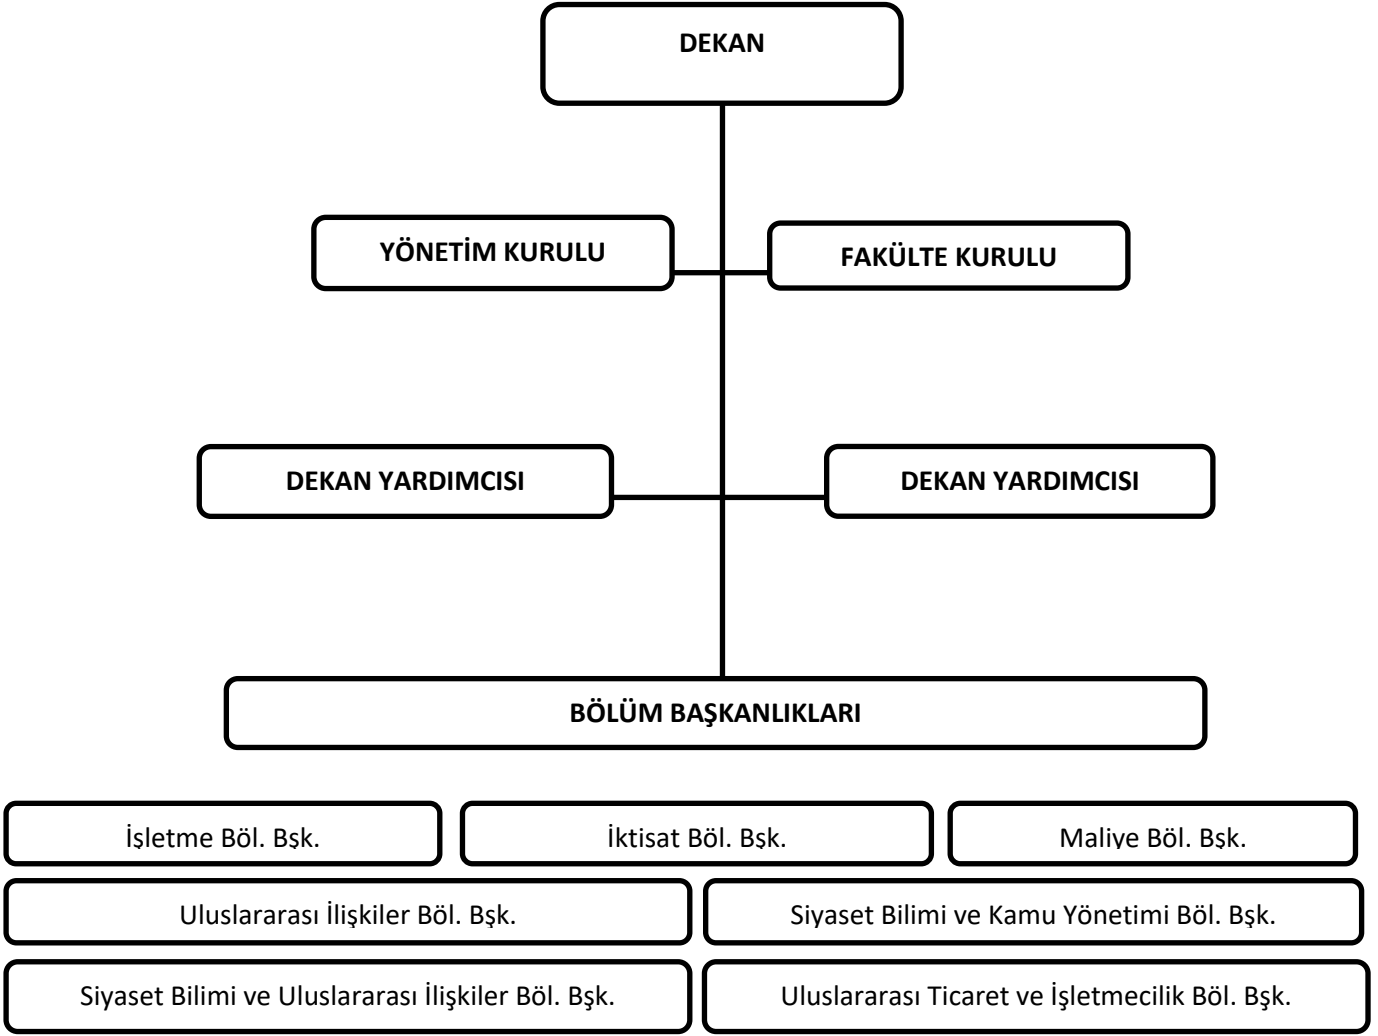 DEKAN
YÖNETİM KURULU
FAKÜLTE KURULU
DEKAN YARDIMCISI
DEKAN YARDIMCISI
BÖLÜM BAŞKANLIKLARI
İşletme Böl. Bşk.
İktisat Böl. Bşk.
Maliye Böl. Bşk.
Uluslararası İlişkiler Böl. Bşk.
Siyaset Bilimi ve Kamu Yönetimi Böl. Bşk.
Siyaset Bilimi ve Uluslararası İlişkiler Böl. Bşk.
Uluslararası Ticaret ve İşletmecilik Böl. Bşk.